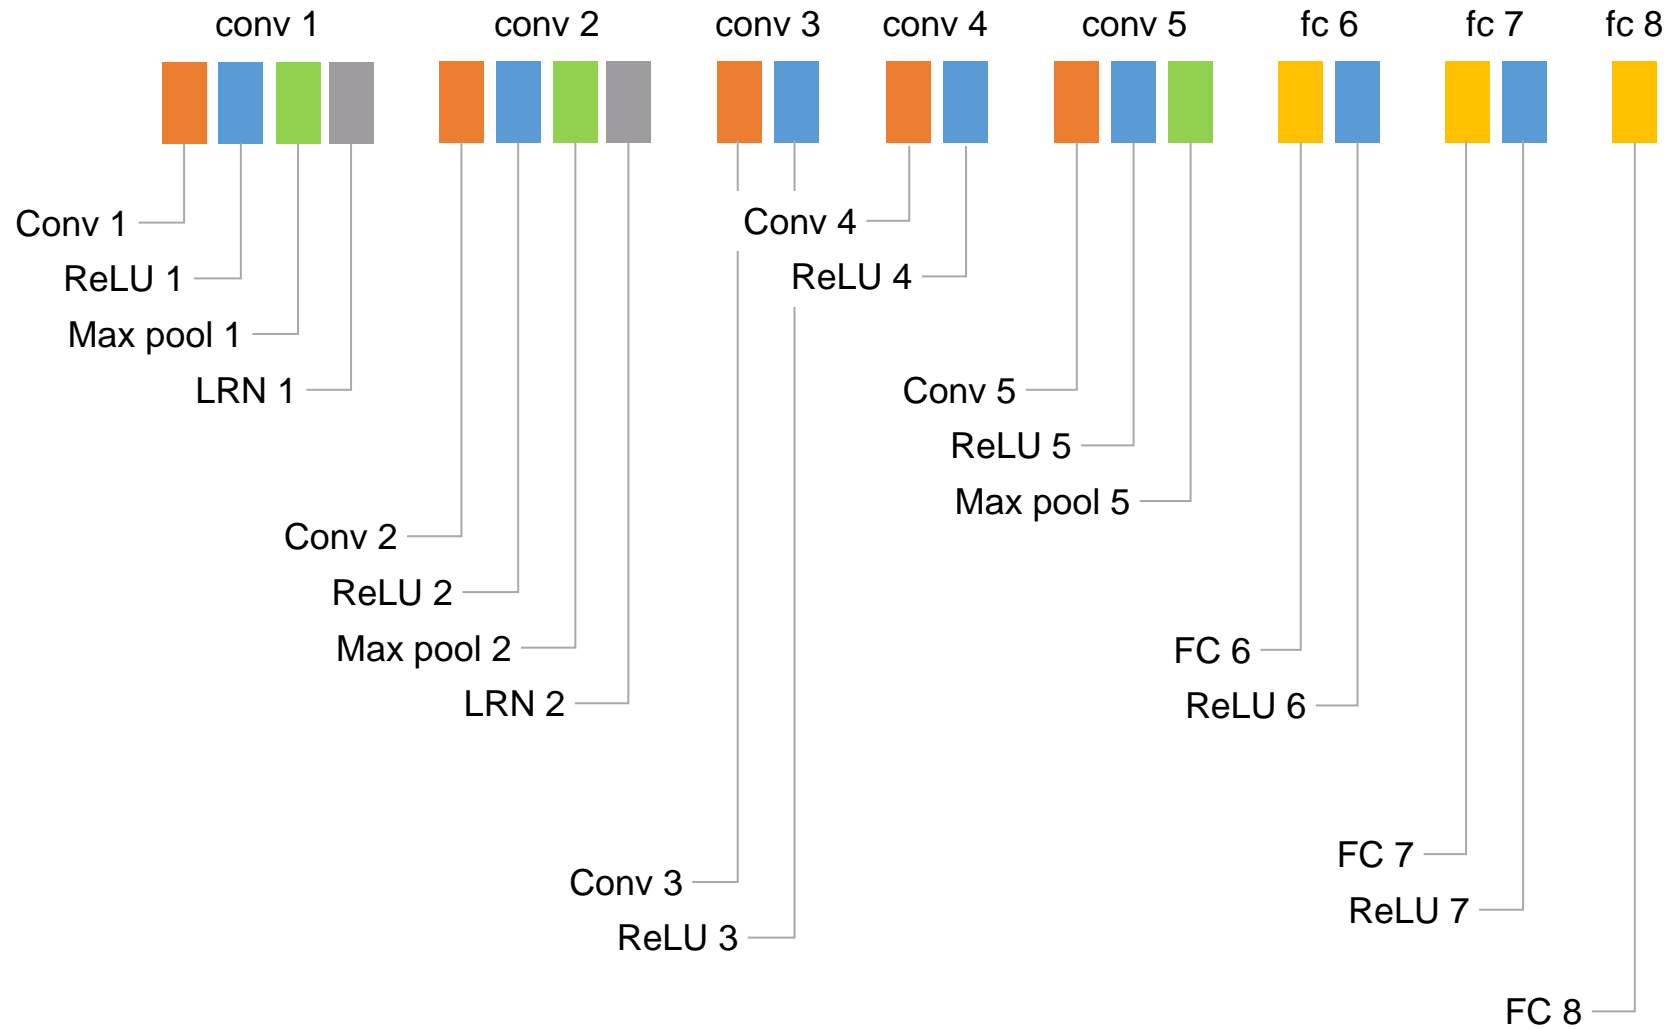 conv 1
conv 2
conv 3
conv 4
conv 5
fc 6
fc 7
fc 8
Conv 1
ReLU 1
Max pool 1
LRN 1
Conv 2
ReLU 2
Max pool 2
LRN 2
Conv 3
ReLU 3
Conv 4
ReLU 4
Conv 5
ReLU 5
Max pool 5
FC 6
ReLU 6
FC 7
ReLU 7
FC 8